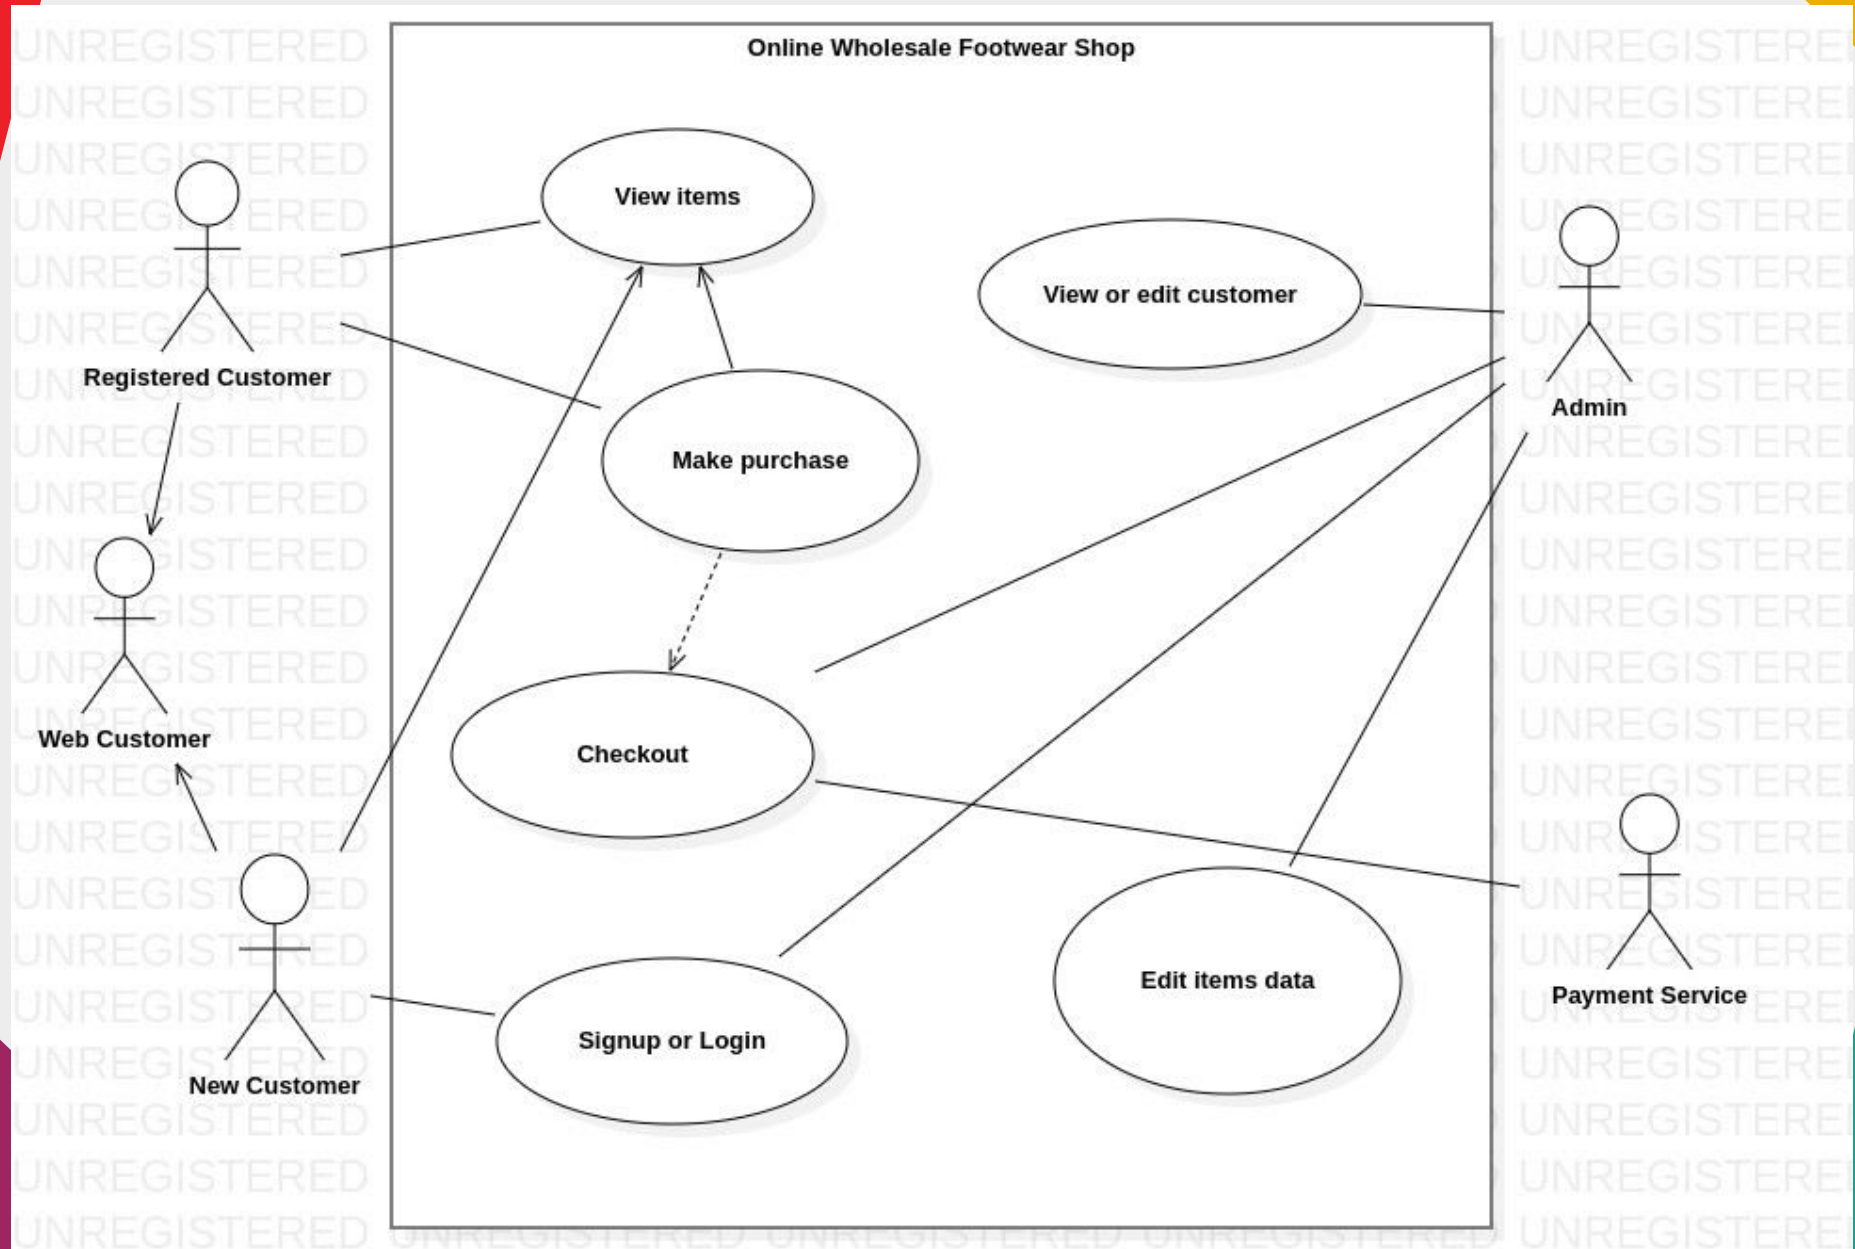 Online Wholesale Footwear Shop
View items
View or edit customer
Registered Customer
Admin
Make purchase
Web Customer
Checkout
Edit items data
Payment Service
Signup or Login
New Customer
UNREGISTERED